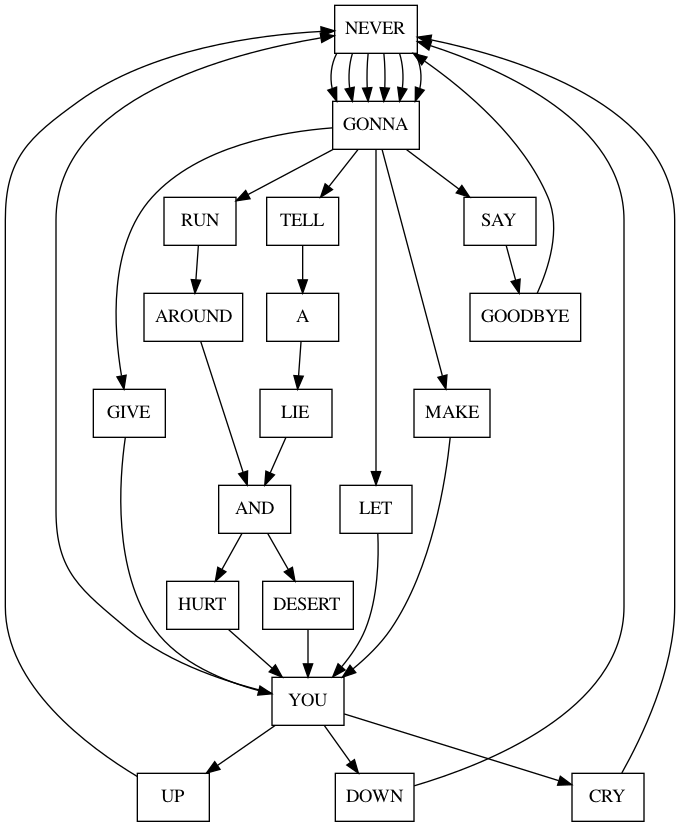 NEVER
GONNA
RUN TELL SAY
AROUND A GOODBYE
GIVE LIE MAKE
AND LET
HURT DESERT
YOU
UP DOWN CRY